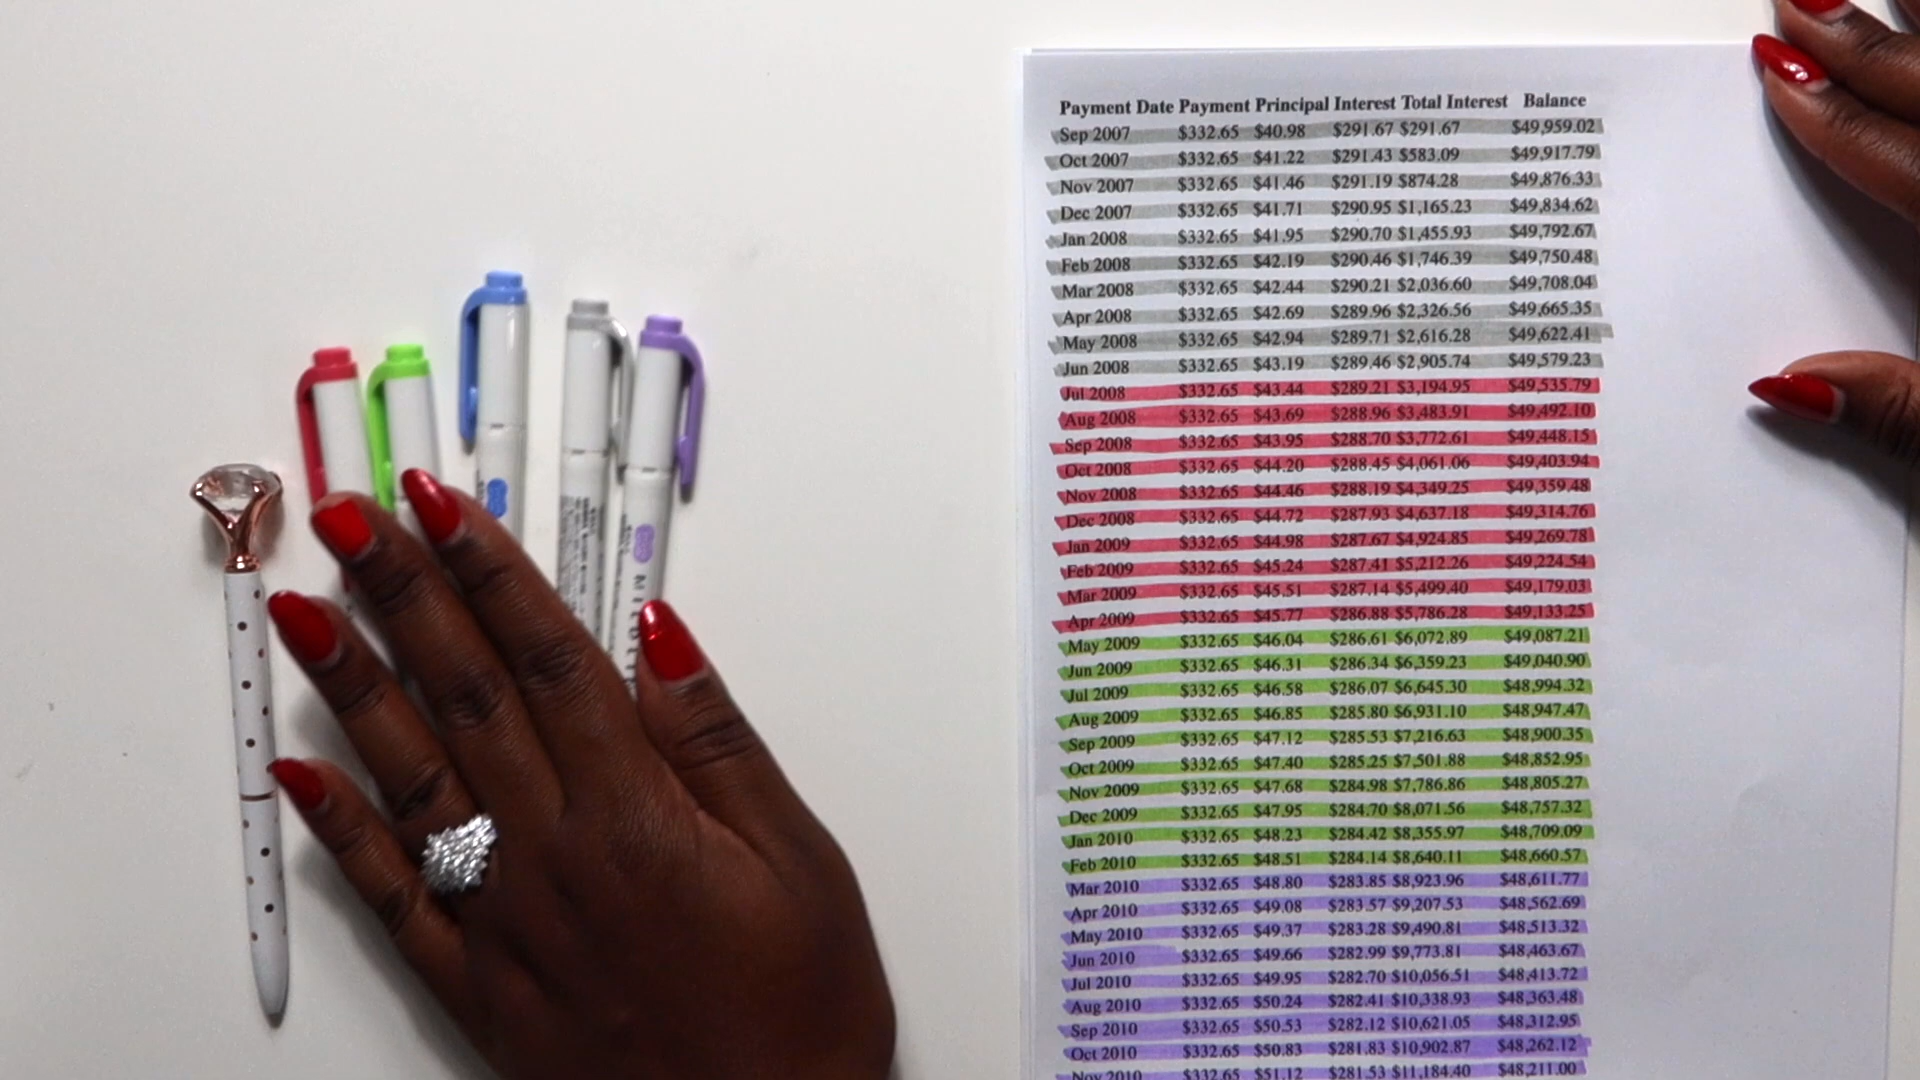 Payment Date Payment Principal Interest Total Interest Balance
Sep 2007 $332.65 $40.98 $291.67 $291.67 $49,959.02
Oct 2007 $332.65 $41.22 $291.43 $583.09 $49,917.79
Nov 2007 $332.65 $41.46 $291.19 $874.28 $49,876.33
Dec 2007 $332.65 $41.71 $290.95 $1,165.23 $49,834.62
Jan 2008 $332.65 $41.95 $290.70 $1,455.93 $49,792.67
Feb 2008 $332.65 $42.19 $290.46 $1,746.39 $49,750.48
Mar 2008 $332.65 $42.44 $290.21 $2,036.60 $49,708.04
Apr 2008 $332.65 $42.69 $289.96 $2,326.56 $49,665.35
May 2008 $332.65 $42.94 $289.71 $2,616.28 $49,622.41
Jun 2008 $332.65 $43.19 $289.46 $2,905.74 $49,579.23
Jul 2008 $332.65 $43.44 $289.21 $3,194.95 $49,535.79
Aug 2008 $332.65 $43.69 $288.96 $3,483.91 $49,492.10
Sep 2008 $332.65 $43.95 $288.70 $3,772.61 $49,448.15
Oct 2008 $332.65 $44.20 $288.45 $4,061.06 $49,403.94
Nov 2008 $332.65 $44.46 $288.19 $4,349.25 $49,359.48
Dec 2008 $332.65 $44.72 $287.93 $4,637.18 $49,314.76
Jan 2009 $332.65 $44.98 $287.67 $4,924.85 $49,269.78
Feb 2009 $332.65 $45.24 $287.41 $5,212.26 $49,224.54
Mar 2009 $332.65 $45.51 $287.14 $5,499.40 $49,179.03
Apr 2009 $332.65 $45.77 $286.88 $5,786.28 $49,133.25
May 2009 $332.65 $46.04 $286.61 $6,072.89 $49,087.21
Jun 2009 $332.65 $46.31 $286.34 $6,359.23 $49,040.90
Jul 2009 $332.65 $46.58 $286.07 $6,645.30 $48,994.32
Aug 2009 $332.65 $46.85 $285.80 $6,931.10 $48,947.47
Sep 2009 $332.65 $47.12 $285.53 $7,216.63 $48,900.35
Oct 2009 $332.65 $47.40 $285.25 $7,501.88 $48,852.95
Nov 2009 $332.65 $47.68 $284.98 $7,786.86 $48,805.27
Dec 2009 $332.65 $47.95 $284.70 $8,071.56 $48,757.32
Jan 2010 $332.65 $48.23 $284.42 $8,355.97 $48,709.09
Feb 2010 $332.65 $48.51 $284.14 $8,640.11 $48,660.57
Mar 2010 $332.65 $48.80 $283.85 $8,923.96 $48,611.77
Apr 2010 $332.65 $49.08 $283.57 $9,207.53 $48,562.69
May 2010 $332.65 $49.37 $283.28 $9,490.81 $48,513.32
Jun 2010 $332.65 $49.66 $282.99 $9,773.81 $48,463.67
Jul 2010 $332.65 $49.95 $282.70 $10,056.51 $48,413.72
Aug 2010 $332.65 $50.24 $282.41 $10,338.93 $48,363.48
Sep 2010 $332.65 $50.53 $282.12 $10,621.05 $48,312.95
Oct 2010 $332.65 $50.83 $281.83 $10,902.87 $48,262.12
Nov 2010 $332.65 $51.12 $281.53 $11,184.40 $48,211.00